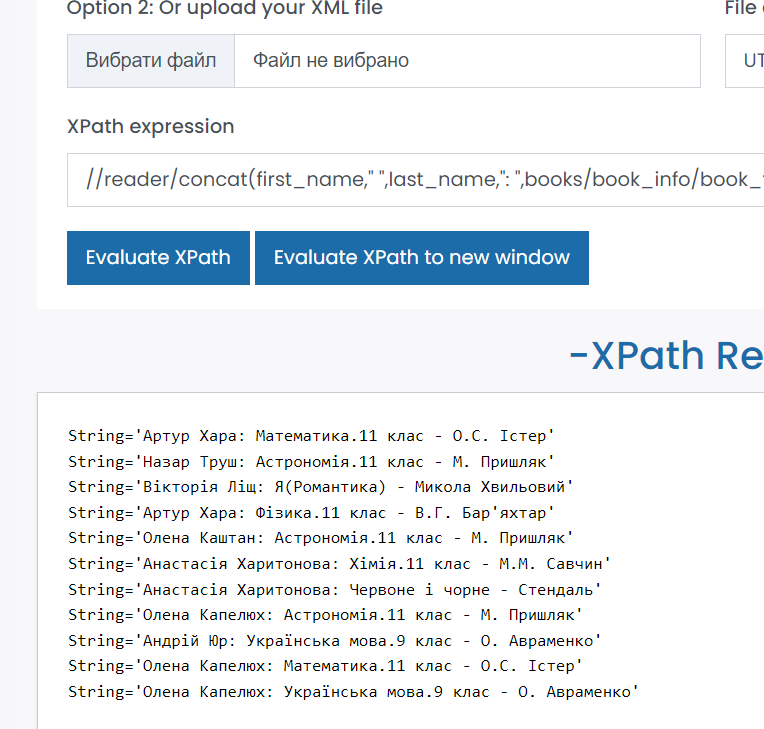 Option 2: Or upload your XML file
File
Вибрати файл
Файл не вибрано
XPath expression
//reader/concat(first_name," ",last_name,": ",books/book_info/book_
Evaluate XPath
Evaluate XPath to new window
-XPath Re
String='Артур Хара: Математика.11 клас - О.С. Істер'
String='Назар Труш: Астрономія.11 клас - М. Пришляк'
String='Вікторія Ліщ: Я(Романтика) - Микола Хвильовий'
String='Артур Хара: Фізика.11 клас - В.Г. Бар'яхтар'
String='Олена Каштан: Астрономія.11 клас - М. Пришляк'
String='Анастасія Харитонова: Хімія.11 клас - М.М. Савчин'
String='Анастасія Харитонова: Червоне і чорне - Стендаль'
String='Олена Капелюх: Астрономія.11 клас - М. Пришляк'
String='Андрій Юр: Українська мова.9 клас - О. Авраменко'
String='Олена Капелюх: Математика.11 клас - О.С. Істер'
String='Олена Капелюх: Українська мова.9 клас - О. Авраменко'